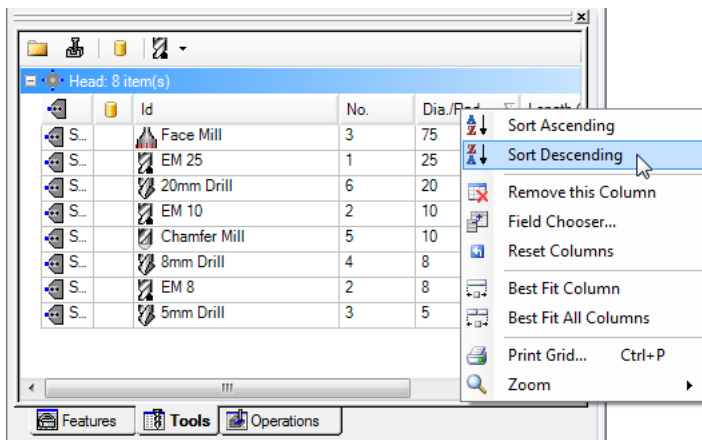 Head: 8 item(s)
Id No. Dia./Rad. Length
S... Face Mill 3 75
S... EM 25 1 25
S... 20mm Drill 6 20
S... EM 10 2 10
S... Chamfer Mill 5 10
S... 8mm Drill 4 8
S... EM 8 2 8
S... 5mm Drill 3 5
Sort Ascending
Sort Descending
Remove this Column
Field Chooser...
Reset Columns
Best Fit Column
Best Fit All Columns
Print Grid... Ctrl+P
Zoom
Features Tools Operations